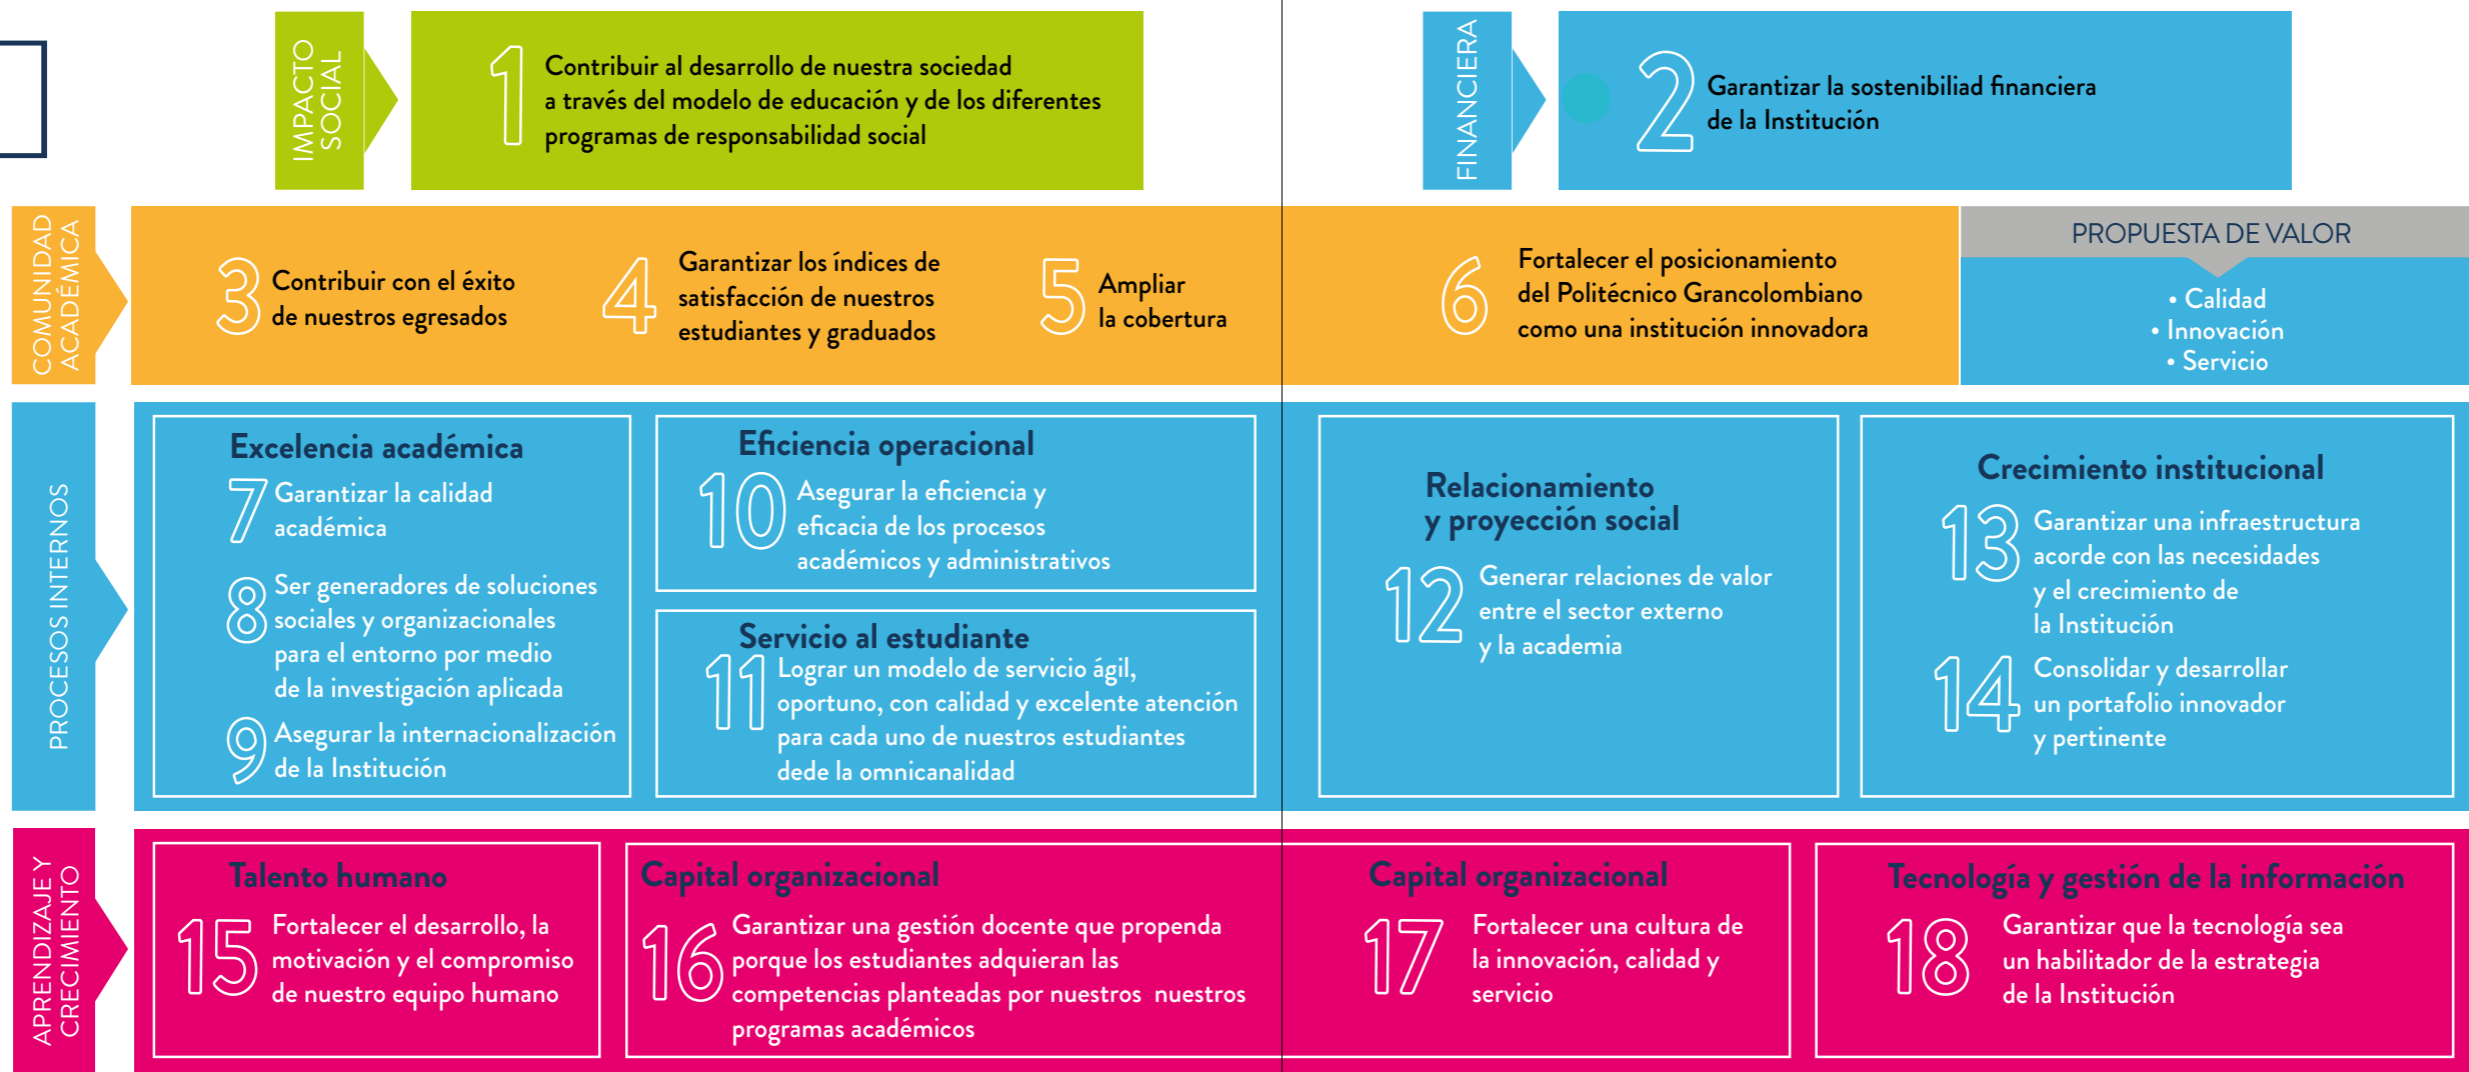 IMPACTO
SOCIAL
1
Contribuir al desarrollo de nuestra sociedad
a través del modelo de educación y de los diferentes
programas de responsabilidad social
FINANCIERA
2
Garantizar la sostenibiliad financiera
de la Institución
COMUNIDAD
ACADÉMICA
3
Contribuir con el éxito
de nuestros egresados
4
Garantizar los índices de
satisfacción de nuestros
estudiantes y graduados
5
Ampliar
la cobertura
6
Fortalecer el posicionamiento
del Politécnico Grancolombiano
como una institución innovadora
PROPUESTA DE VALOR
• Calidad
• Innovación
• Servicio
PROCESOS INTERNOS
Excelencia académica
7
Garantizar la calidad
académica
8
Ser generadores de soluciones
sociales y organizacionales
para el entorno por medio
de la investigación aplicada
9
Asegurar la internacionalización
de la Institución
Eficiencia operacional
10
Asegurar la eficiencia y
eficacia de los procesos
académicos y administrativos
Servicio al estudiante
11
Lograr un modelo de servicio ágil,
oportuno, con calidad y excelente atención
para cada uno de nuestros estudiantes
dede la omnicanalidad
Relacionamiento
y proyección social
12
Generar relaciones de valor
entre el sector externo
y la academia
Crecimiento institucional
13
Garantizar una infraestructura
acorde con las necesidades
y el crecimiento de
la Institución
14
Consolidar y desarrollar
un portafolio innovador
y pertinente
APRENDIZAJE Y
CRECIMIENTO
Talento humano
15
Fortalecer el desarrollo, la
motivación y el compromiso
de nuestro equipo humano
Capital organizacional
16
Garantizar una gestión docente que propenda
porque los estudiantes adquieran las
competencias planteadas por nuestros nuestros
programas académicos
Capital organizacional
17
Fortalecer una cultura de
la innovación, calidad y
servicio
Tecnología y gestión de la información
18
Garantizar que la tecnología sea
un habilitador de la estrategia
de la Institución